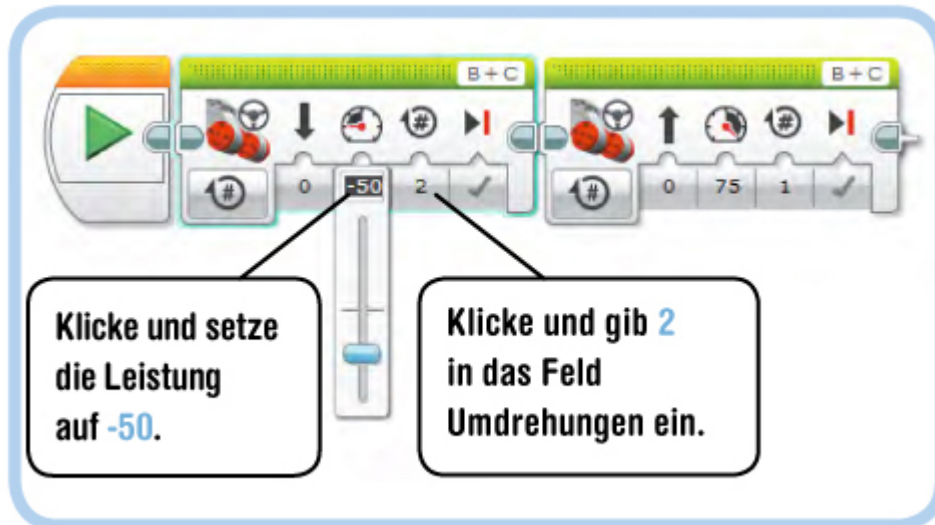 B+C
B+C
#
#
0 -50 2
#
#
0 75 1
Klicke und setze
die Leistung
auf -50.
Klicke und gib 2
in das Feld
Umdrehungen ein.